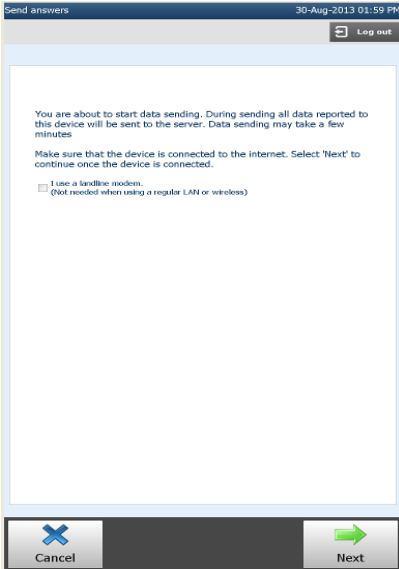 Send answers 30-Aug-2013 01:59 PM
Log out
You are about to start data sending. During sending all data reported to
this device will be sent to the server. Data sending may take a few
minutes
Make sure that the device is connected to the internet. Select 'Next' to
continue once the device is connected.
I use a landline modem.
(Not needed when using a regular LAN or wireless)
Cancel Next